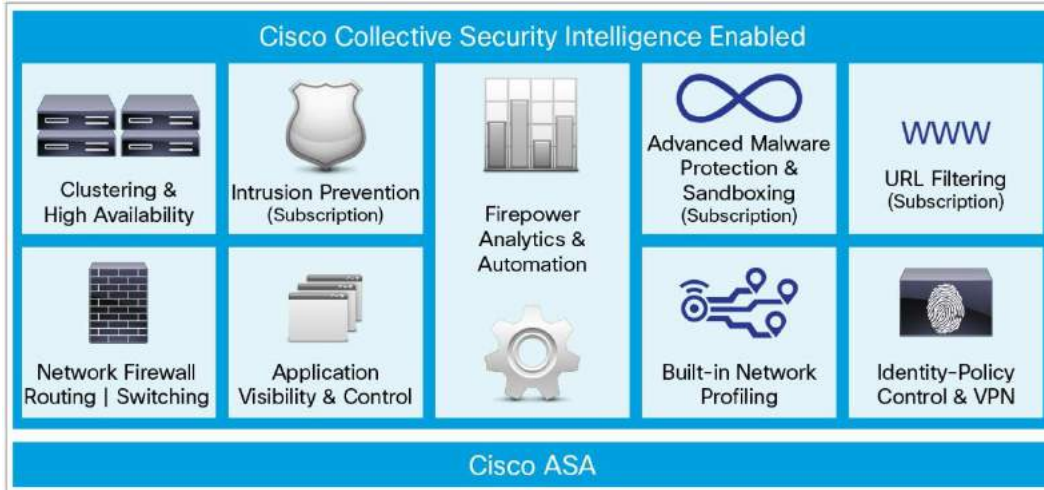 Cisco Collective Security Intelligence Enabled
Clustering &
High Availability
Intrusion Prevention
(Subscription)
Firepower
Analytics &
Automation
Advanced Malware
Protection &
Sandboxing
(Subscription)
WWW
URL Filtering
(Subscription)
Network Firewall
Routing | Switching
Application
Visibility & Control
Built-in Network
Profiling
Identity-Policy
Control & VPN
Cisco ASA